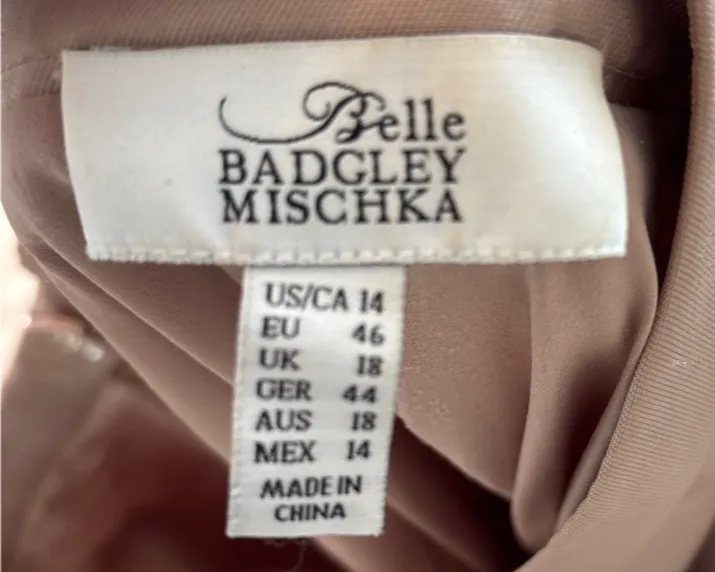 Belle
BADGLEY
MISCHKA
US/CA 14
EU 46
UK 18
GER 44
AUS 18
MEX 14
MADE IN
CHINA